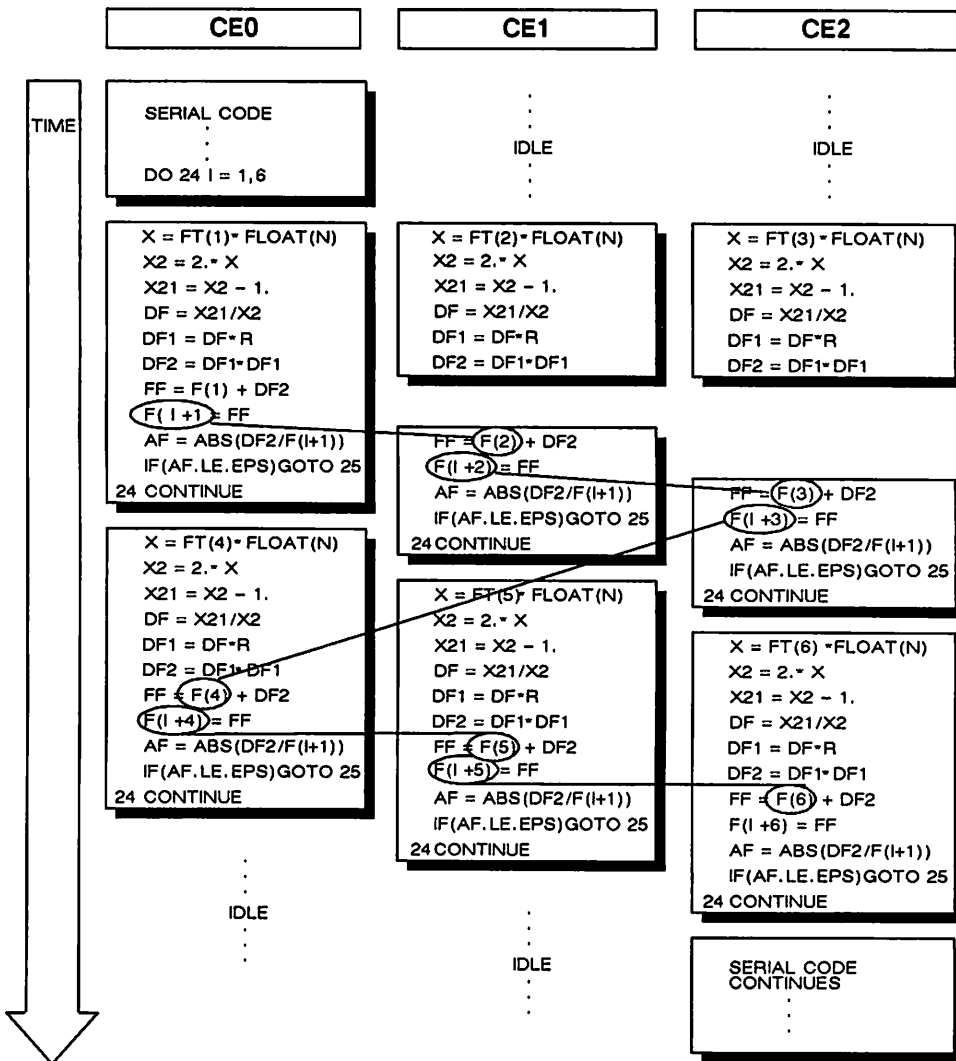 CE0
CE1
CE2
TIME
SERIAL CODE
DO 24 I = 1,6
IDLE
IDLE
X = FT(1)* FLOAT(N)
X2 = 2.* X
X21 = X2 - 1.
DF = X21/X2
DF1 = DF*R
DF2 = DF1*DF1
FF = F(1) + DF2
F( I +1 = FF
AF = ABS(DF2/F(I+1))
IF(AF.LE.EPS)GOTO 25
24 CONTINUE
X = FT(2)* FLOAT(N)
X2 = 2.* X
X21 = X2 - 1.
DF = X21/X2
DF1 = DF*R
DF2 = DF1*DF1
FF = F(2) + DF2
F(I +2) = FF
AF = ABS(DF2/F(I+1))
IF(AF.LE.EPS)GOTO 25
24 CONTINUE
X = FT(3)*FLOAT(N)
X2 = 2.* X
X21 = X2 - 1.
DF = X21/X2
DF1 = DF*R
DF2 = DF1*DF1
FF = F(3) + DF2
F(I +3) = FF
AF = ABS(DF2/F(I+1))
IF(AF.LE.EPS)GOTO 25
24 CONTINUE
X = FT(4)* FLOAT(N)
X2 = 2.* X
X21 = X2 - 1.
DF = X21/X2
DF1 = DF*R
DF2 = DF1*DF1
FF = F(4) + DF2
F(I +4) = FF
AF = ABS(DF2/F(I+1))
IF(AF.LE.EPS)GOTO 25
24 CONTINUE
IDLE
X = FT(5)* FLOAT(N)
X2 = 2.* X
X21 = X2 - 1.
DF = X21/X2
DF1 = DF*R
DF2 = DF1*DF1
FF = F(5) + DF2
F(I +5) = FF
AF = ABS(DF2/F(I+1))
IF(AF.LE.EPS)GOTO 25
24 CONTINUE
IDLE
X = FT(6) *FLOAT(N)
X2 = 2.* X
X21 = X2 - 1.
DF = X21/X2
DF1 = DF*R
DF2 = DF1*DF1
FF = F(6) + DF2
F(I +6) = FF
AF = ABS(DF2/F(I+1))
IF(AF.LE.EPS)GOTO 25
24 CONTINUE
SERIAL CODE
CONTINUES